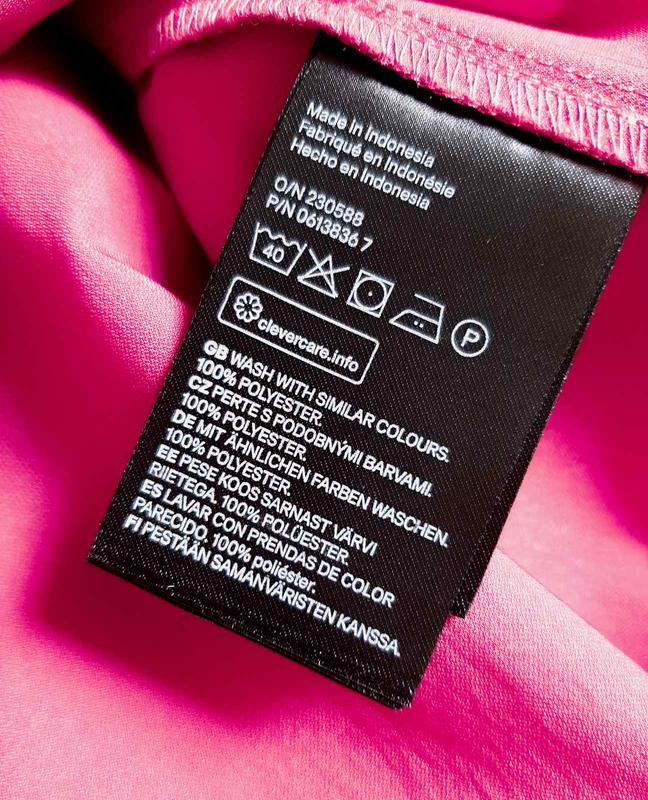 Made in Indonesia
Fabriqué en Indonésie
Hecho en Indonesia
O/N 230588
P/N 0613836 7
40 P
clevercare.info
GB WASH WITH SIMILAR COLOURS.
100% POLYESTER.
CZ PERTE S PODOBNÝMI BARVAMI.
100% POLYESTER.
DE MIT ÄHNLICHEN FARBEN WASCHEN.
100% POLYESTER.
EE PESE KOOS SARNAST VÄRVI
RIIETEGA. 100% POLÜESTER.
ES LAVAR CON PRENDAS DE COLOR
PARECIDO. 100% poliéster.
FI PESTÄÄN SAMANVÄRISTEN KANSSA.